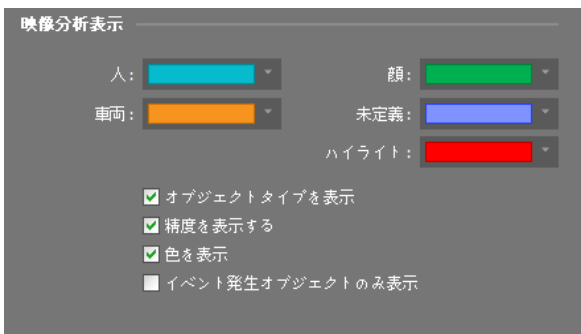 映像分析表示
人: 顔:
車両: 未定義:
ハイライト:
オブジェクトタイプを表示
精度を表示する
色を表示
イベント発生オブジェクトのみ表示